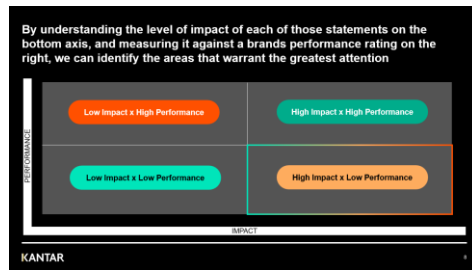 By understanding the level of impact of each of those statements on the
bottom axis, and measuring it against a brands performance rating on the
right, we can identify the areas that warrant the greatest attention
PERFORMANCE
Low Impact x High Performance
High Impact x High Performance
Low Impact x Low Performance
High Impact x Low Performance
IMPACT
KANTAR